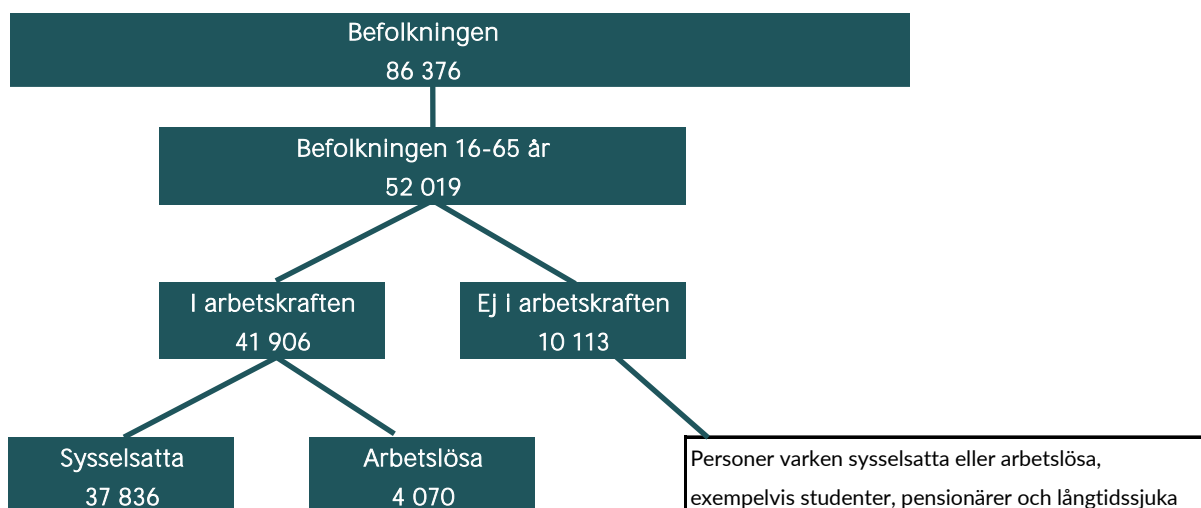 Befolkningen
86 376
Befolkningen 16-65 år
52 019
I arbetskraften
41 906
Ej i arbetskraften
10 113
Sysselsatta
37 836
Arbetslösa
4 070
Personer varken sysselsatta eller arbetslösa,
exempelvis studenter, pensionärer och långtidssjuka